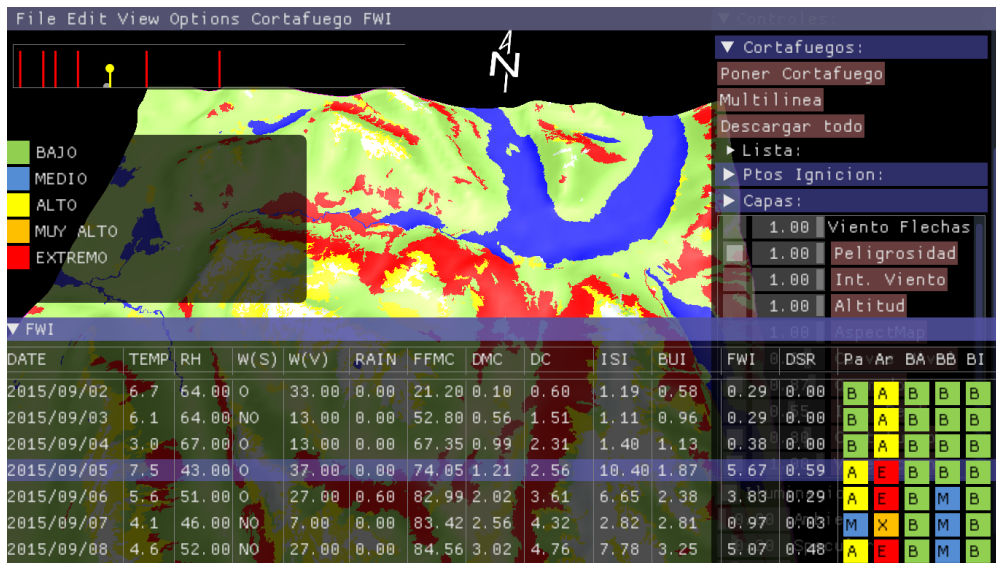 File Edit View Options Cortafuego FWI
Controles:
N
Cortafuegos:
Poner Cortafuego
Multilinea
Descargar todo
Lista:
Ptos Ignicion:
Capas:
1.00 Viento Flechas
1.00 Peligrosidad
1.00 Int. Viento
1.00 Altitud
1.00 AspectMap
BAJO
MEDIO
ALTO
MUY ALTO
EXTREMO
FWI
DATE TEMP RH W(S) W(V) RAIN FFMC DMC DC ISI BUI FWI DSR Pa Ar BA BB BI
2015/09/02 6.7 64.00 O 33.00 0.00 21.20 0.10 0.60 1.19 0.58 0.29 0.00 B A B B B
2015/09/03 6.1 64.00 NO 13.00 0.00 52.80 0.56 1.51 1.11 0.96 0.29 0.00 B A B B B
2015/09/04 3.0 67.00 O 13.00 0.00 67.35 0.99 2.31 1.40 1.13 0.38 0.00 B A B B B
2015/09/05 7.5 43.00 O 37.00 0.00 74.05 1.21 2.56 10.40 1.87 5.67 0.59 A E B B B
2015/09/06 5.6 51.00 O 27.00 0.60 82.99 2.02 3.61 6.65 2.38 3.83 0.29 A E B M B
2015/09/07 4.1 46.00 NO 7.00 0.00 83.42 2.56 4.32 2.82 2.81 0.97 0.03 M X B M B
2015/09/08 4.6 52.00 NO 27.00 0.00 84.56 3.02 4.76 7.78 3.25 5.07 0.48 A E B M B